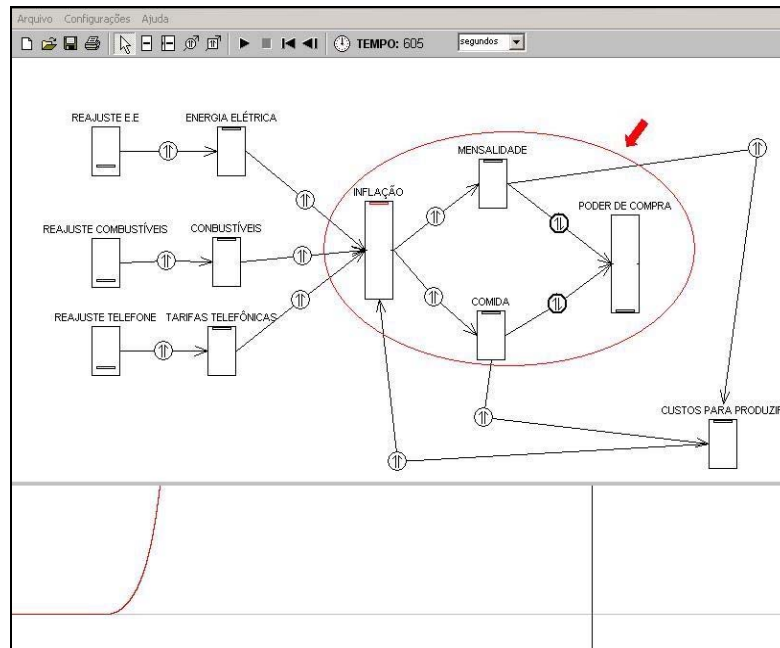 Arquivo Configurações Ajuda
TEMPO: 605 segundos
REAJUSTE E.E ENERGIA ELÉTRICA
MENSALIDADE
INFLAÇÃO
PODER DE COMPRA
REAJUSTE COMBUSTÍVEIS CONBUSTÍVEIS
COMIDA
REAJUSTE TELEFONE TARIFAS TELEFÔNICAS
CUSTOS PARA PRODUZIR